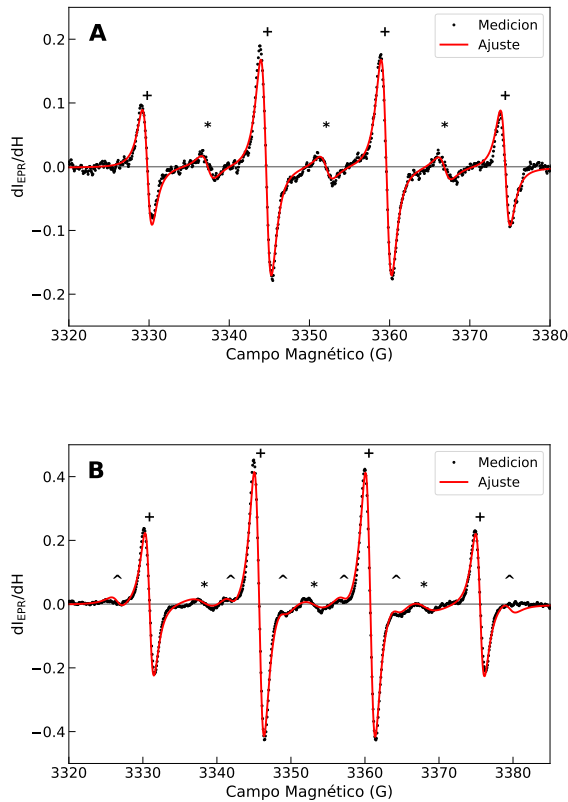 A
+ + + +
* * *
Medicion
Ajuste
0.2
0.1
0.0
−0.1
−0.2
dI_EPR/dH
3320 3330 3340 3350 3360 3370 3380
Campo Magnético (G)
B
+ + + +
^ ^ ^ ^ ^ ^
* * *
Medicion
Ajuste
0.4
0.2
0.0
−0.2
−0.4
dI_EPR/dH
3320 3330 3340 3350 3360 3370 3380
Campo Magnético (G)